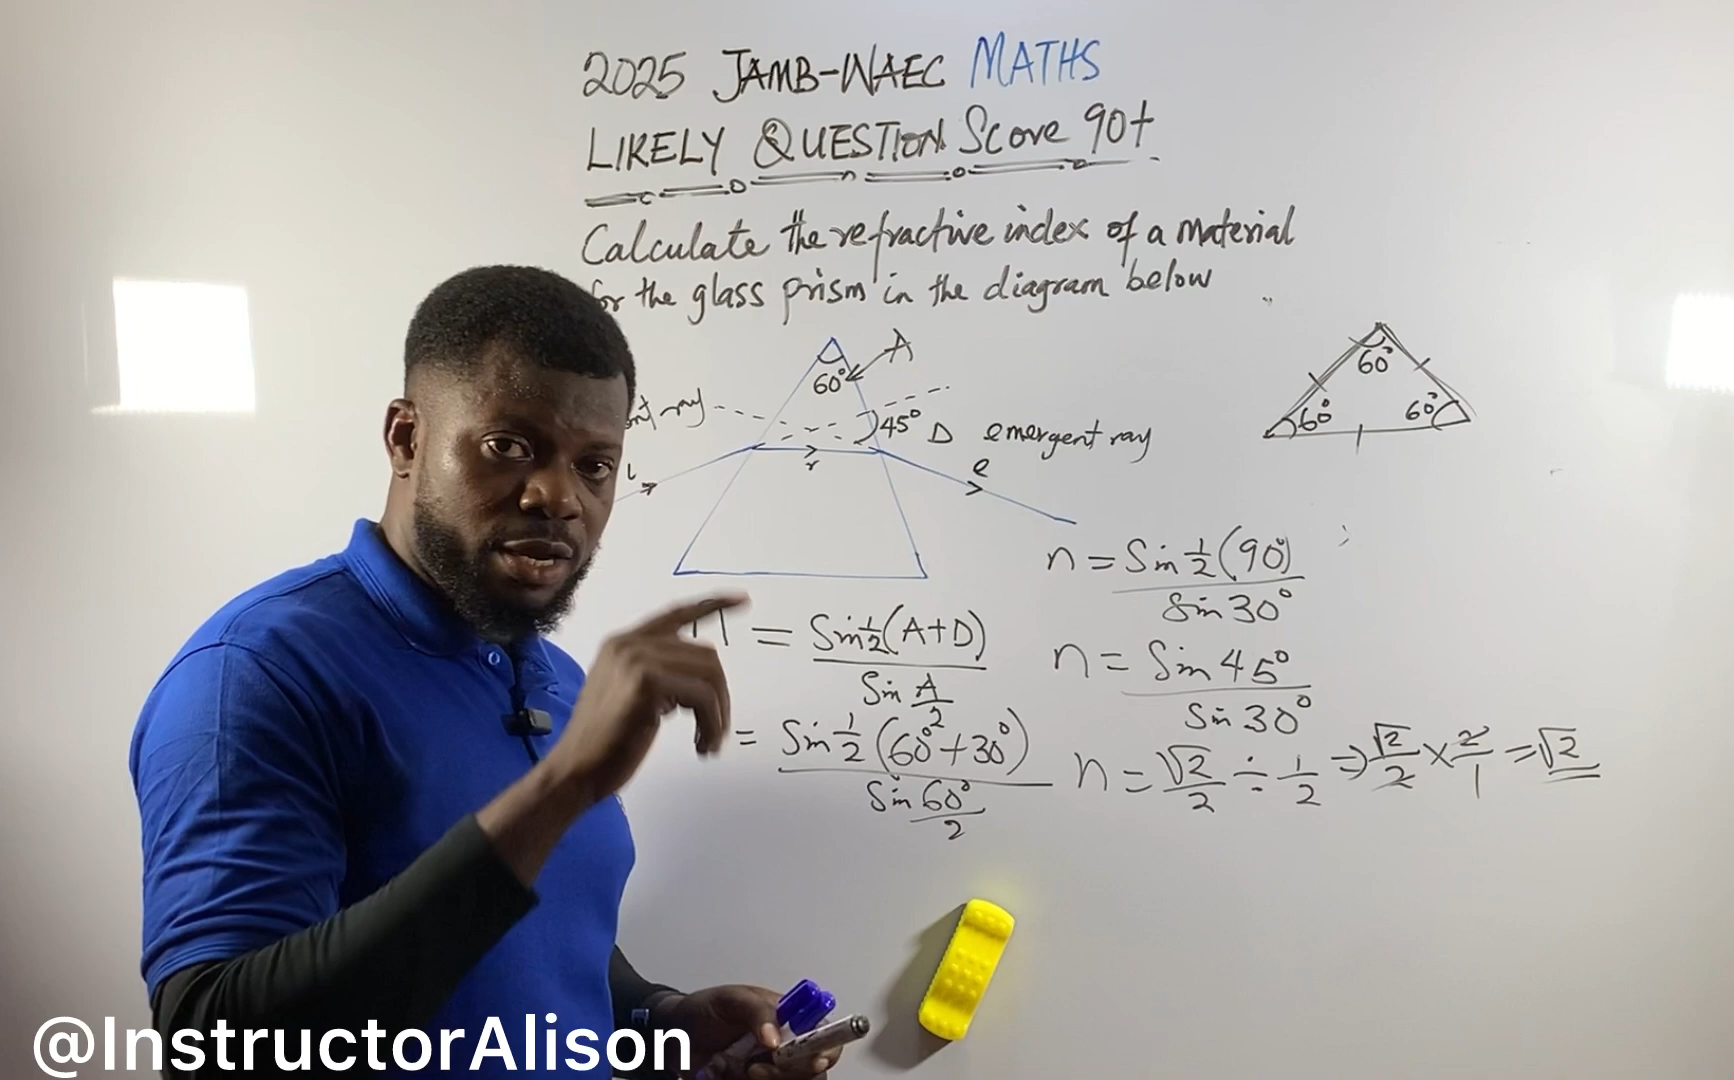 2025 JAMB-WAEC MATHS
LIKELY QUESTION Score 90+
Calculate the refractive index of a material
for the glass prism in the diagram below
A
60°
ray
45° D emergent ray
i
r
e
60°
60° 60°
n = Sin ½ (90°) / Sin 30°
n = Sin ½ (A+D) / Sin A/2
n = Sin 45° / Sin 30°
= Sin ½ (60° + 30°) / Sin 60°/2
n = √2/2 ÷ 1/2 ⇒ √2/2 × 2/1 = √2
@InstructorAlison